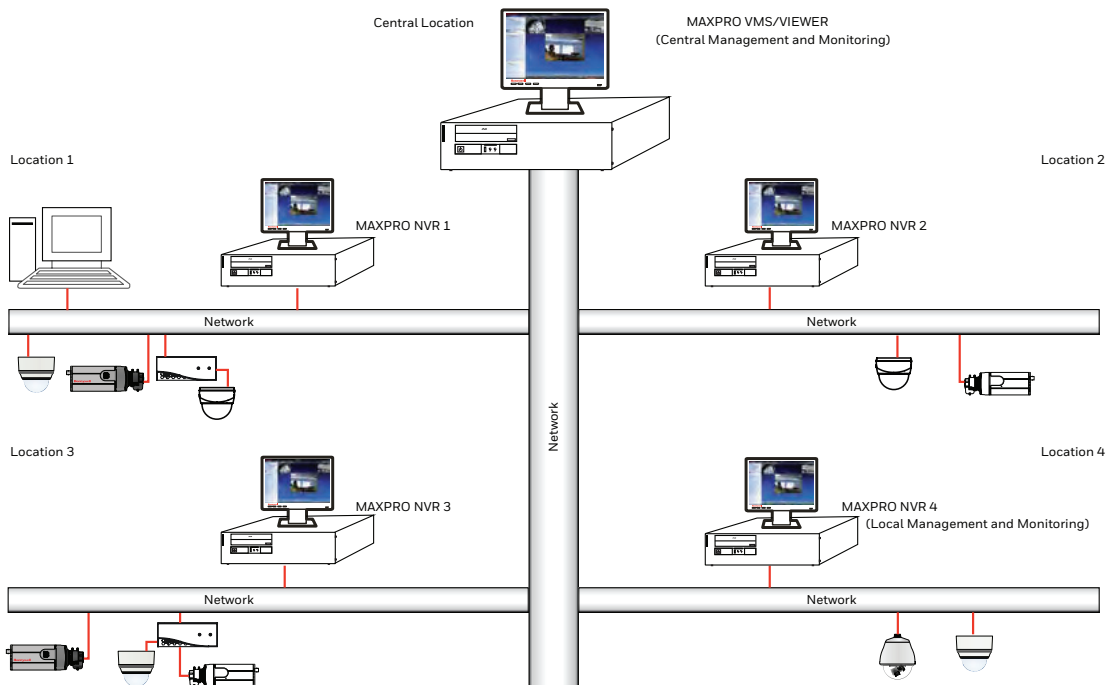 Central Location
MAXPRO VMS/VIEWER
(Central Management and Monitoring)
Location 1
Location 2
MAXPRO NVR 1
MAXPRO NVR 2
Network
Network
Network
Location 3
Location 4
MAXPRO NVR 3
MAXPRO NVR 4
(Local Management and Monitoring)
Network
Network